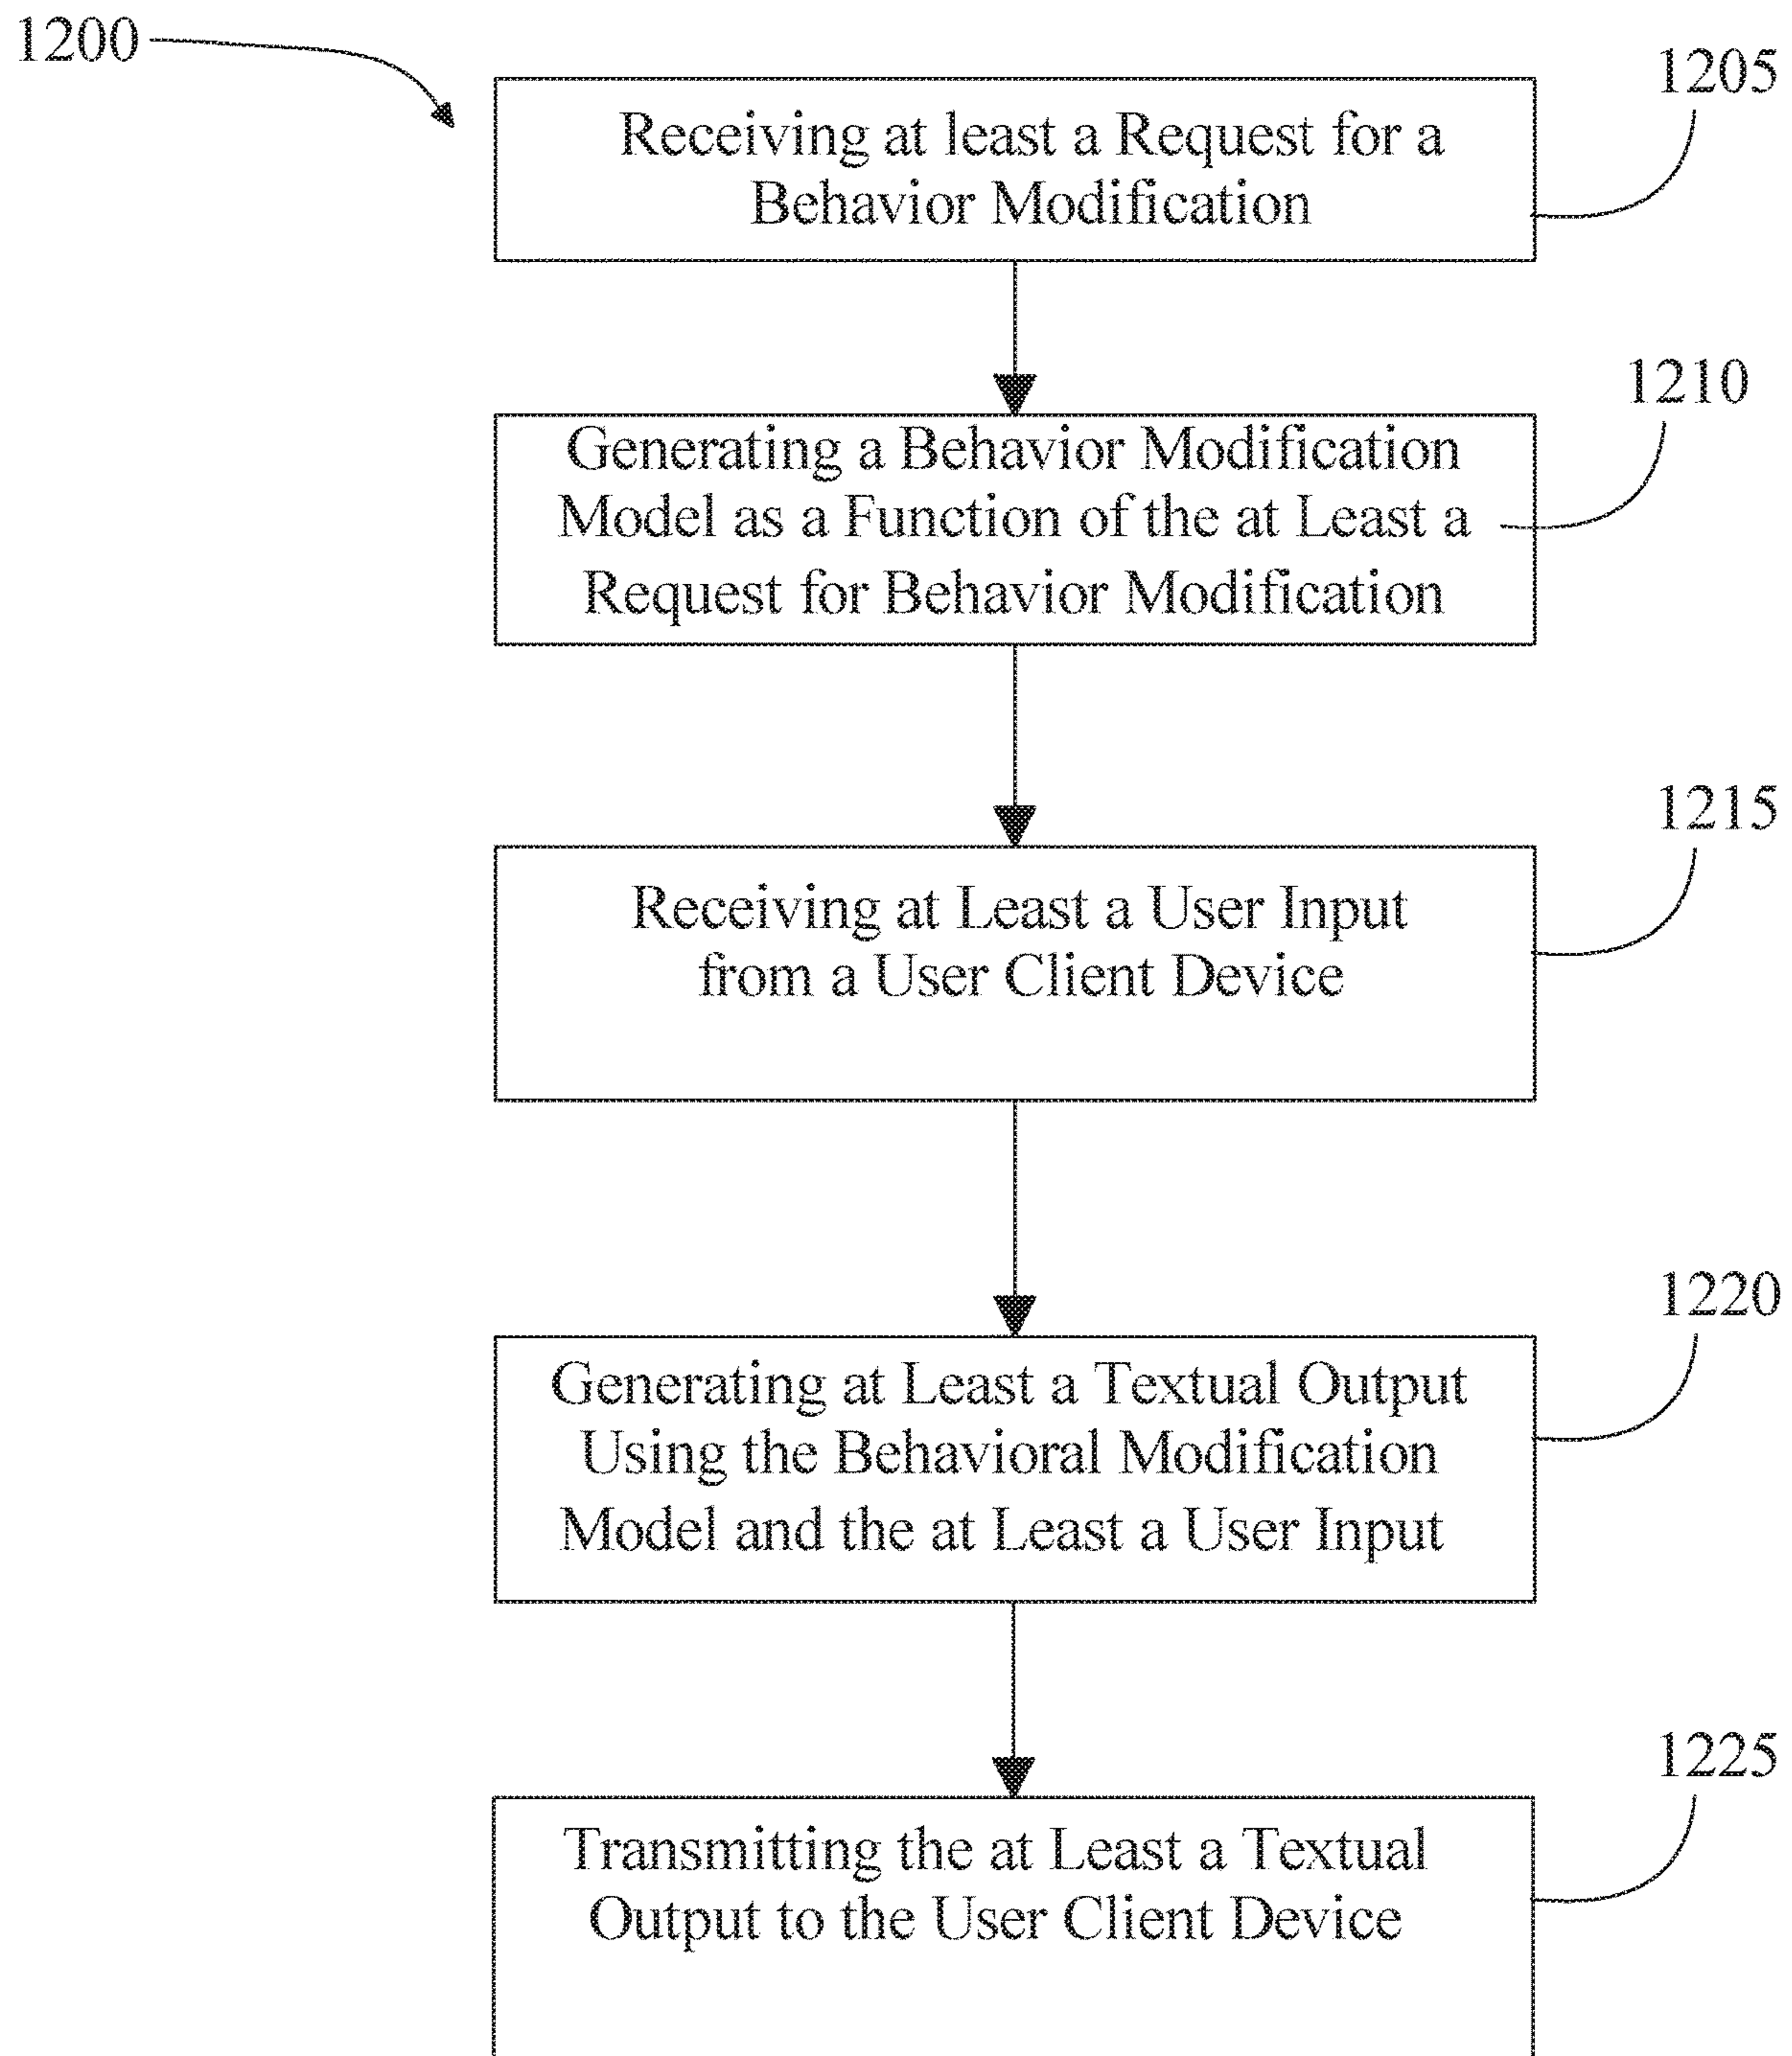 1200
1205
Receiving at least a Request for a
Behavior Modification
1210
Generating a Behavior Modification
Model as a Function of the at Least a
Request for Behavior Modification
1215
Receiving at Least a User Input
from a User Client Device
1220
Generating at Least a Textual Output
Using the Behavioral Modification
Model and the at Least a User Input
1225
Transmitting the at Least a Textual
Output to the User Client Device